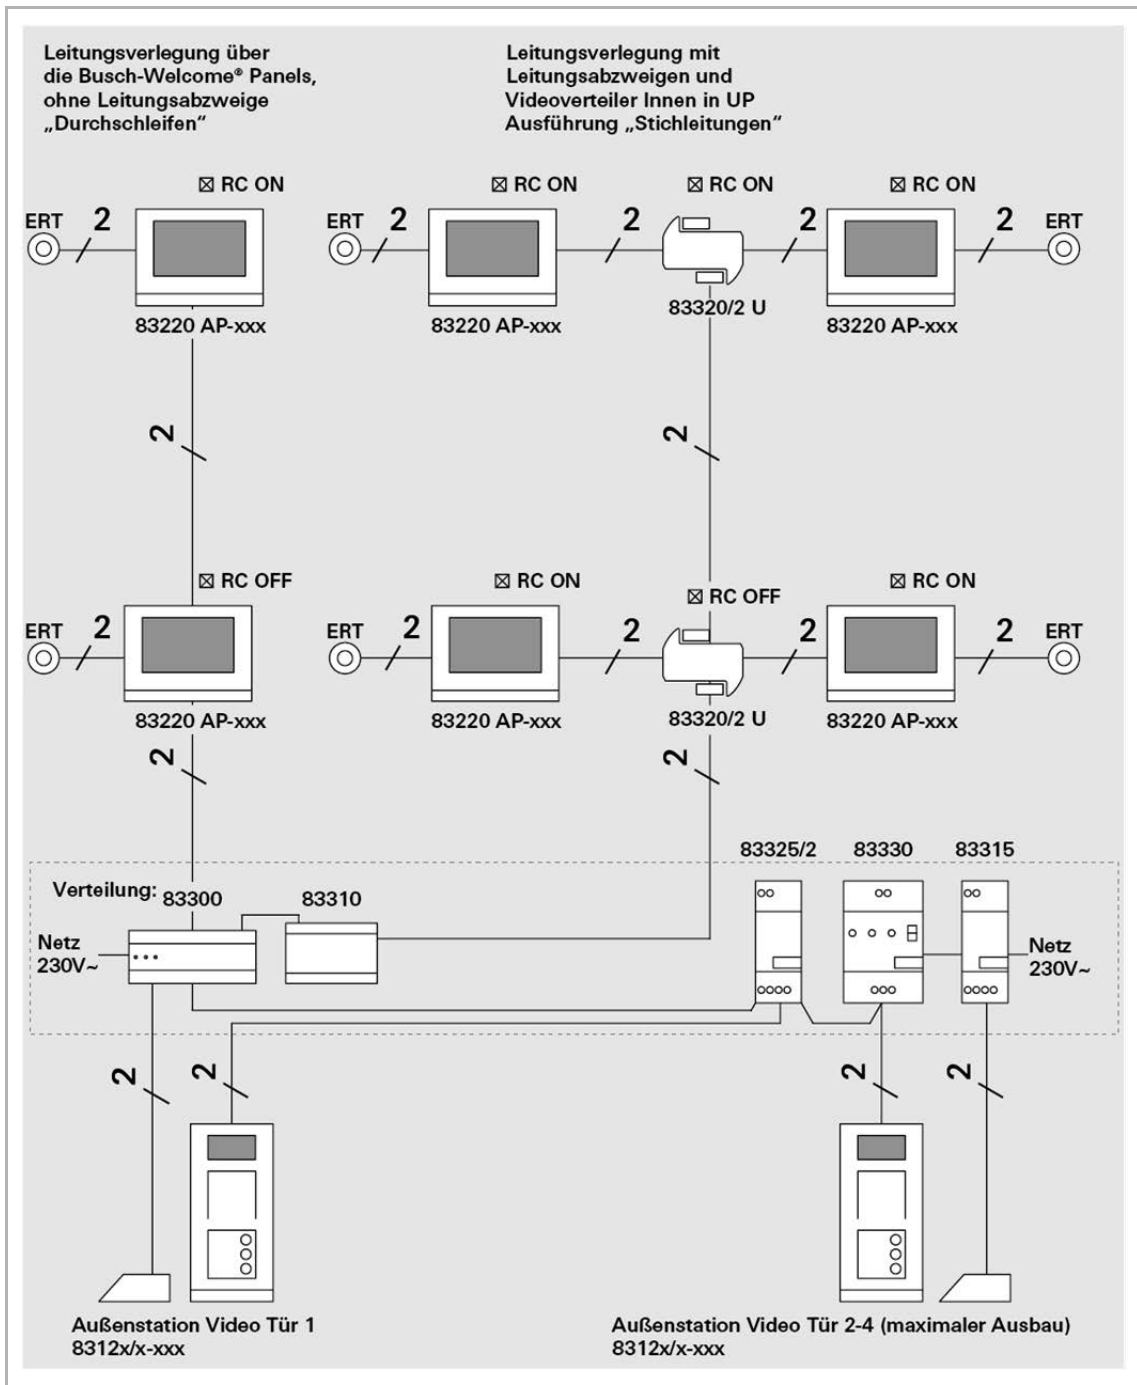 Leitungsverlegung über
die Busch-Welcome® Panels,
ohne Leitungsabzweige
„Durchschleifen“
Leitungsverlegung mit
Leitungsabzweigen und
Videoverteiler Innen in UP
Ausführung „Stichleitungen“
RC ON
RC ON
RC ON
RC ON
ERT
2
ERT
2
2
2
2
ERT
83220 AP-xxx
83220 AP-xxx
83320/2 U
83220 AP-xxx
2
2
RC OFF
RC ON
RC OFF
RC ON
ERT
2
ERT
2
2
2
2
ERT
83220 AP-xxx
83220 AP-xxx
83320/2 U
83220 AP-xxx
2
2
83325/2
83330
83315
Verteilung:
83300
83310
Netz
230V~
Netz
230V~
2
2
2
2
Außenstation Video Tür 1
8312x/x-xxx
Außenstation Video Tür 2-4 (maximaler Ausbau)
8312x/x-xxx